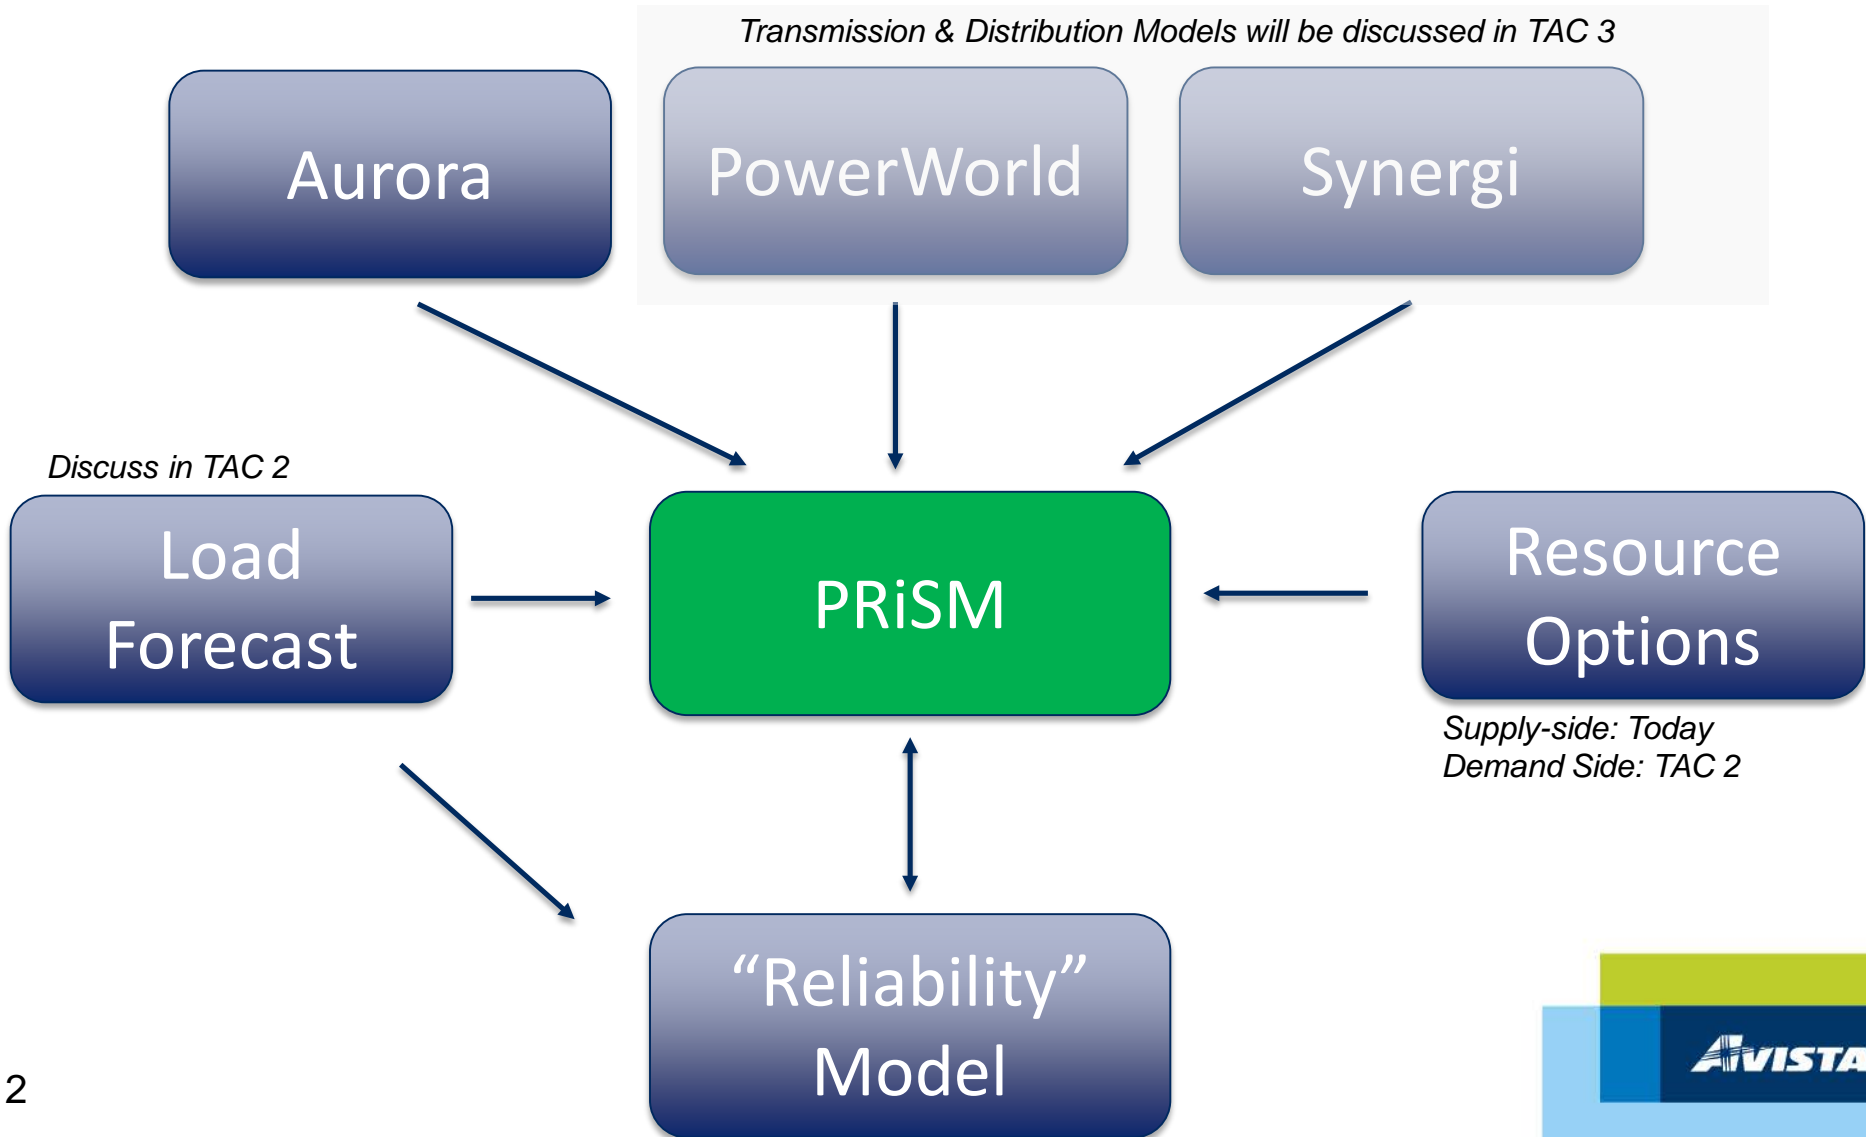 Transmission & Distribution Models will be discussed in TAC 3
Aurora
PowerWorld
Synergi
Discuss in TAC 2
Load
Forecast
PRiSM
Resource
Options
Supply-side: Today
Demand Side: TAC 2
“Reliability”
Model
AVISTA
2